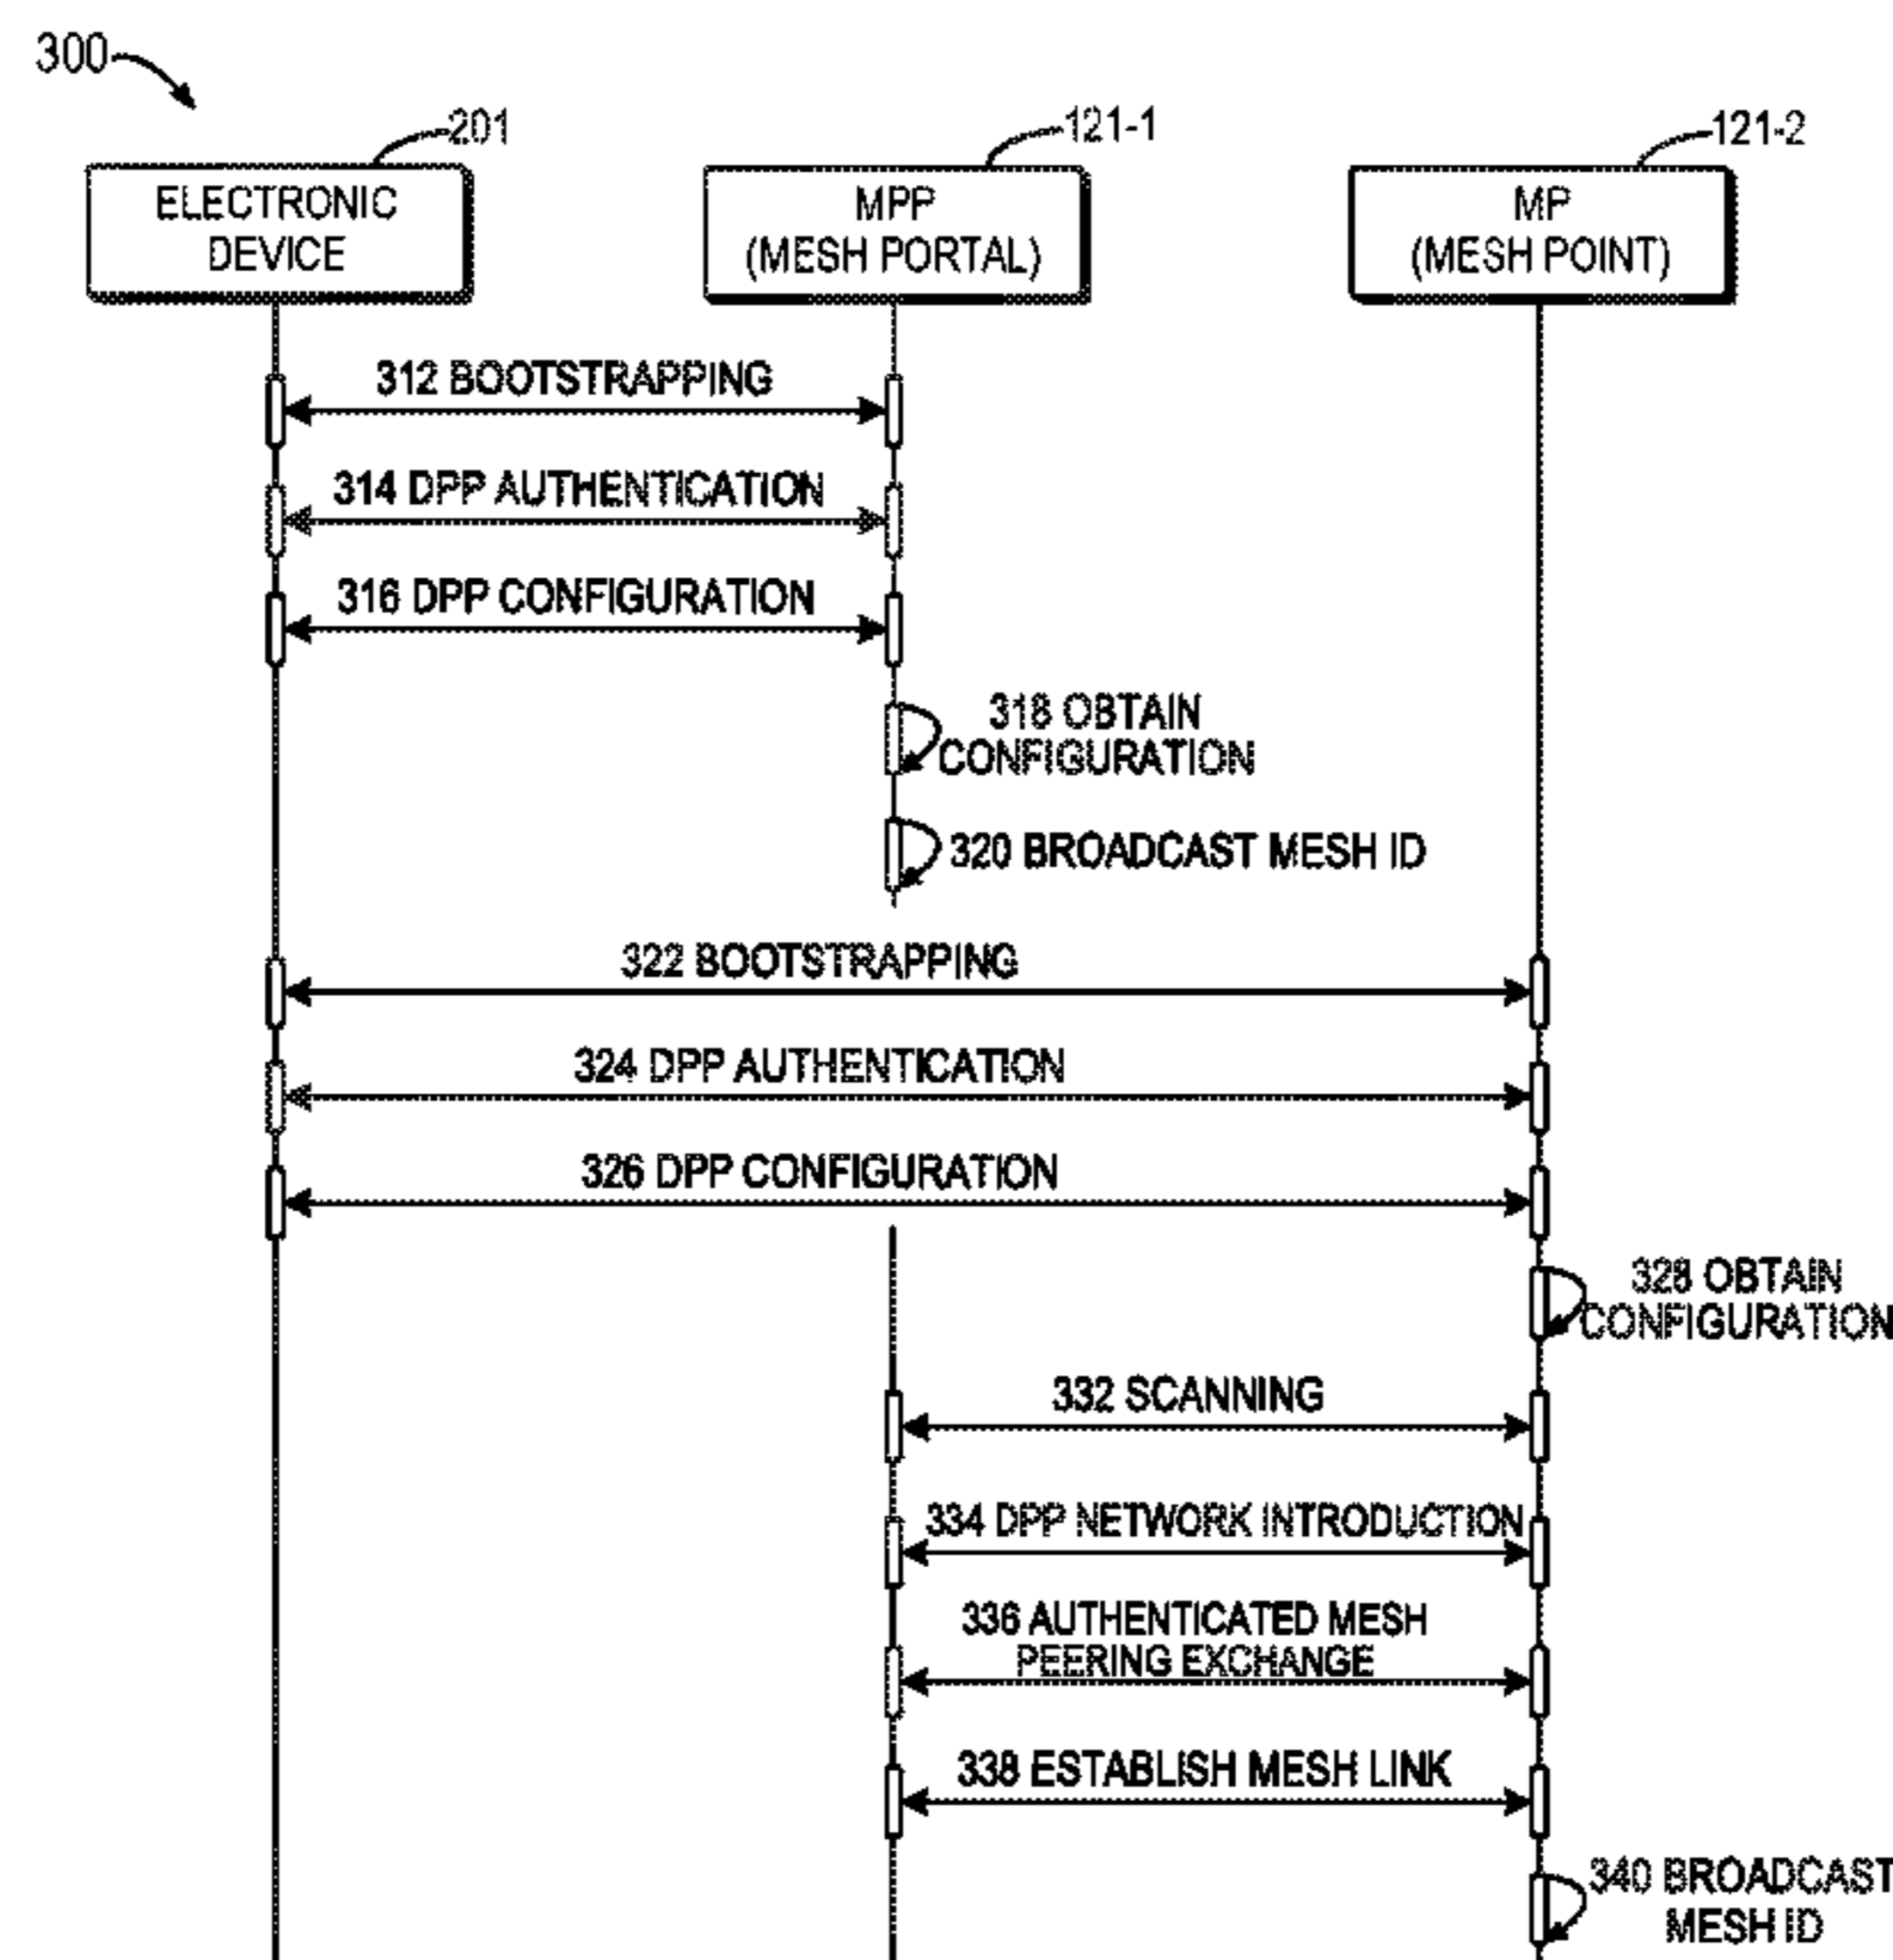 300
201
121-1
121-2
ELECTRONIC
DEVICE
MPP
(MESH PORTAL)
MP
(MESH POINT)
312 BOOTSTRAPPING
314 DPP AUTHENTICATION
316 DPP CONFIGURATION
318 OBTAIN
CONFIGURATION
320 BROADCAST MESH ID
322 BOOTSTRAPPING
324 DPP AUTHENTICATION
326 DPP CONFIGURATION
328 OBTAIN
CONFIGURATION
332 SCANNING
334 DPP NETWORK INTRODUCTION
336 AUTHENTICATED MESH
PEERING EXCHANGE
338 ESTABLISH MESH LINK
340 BROADCAST
MESH ID